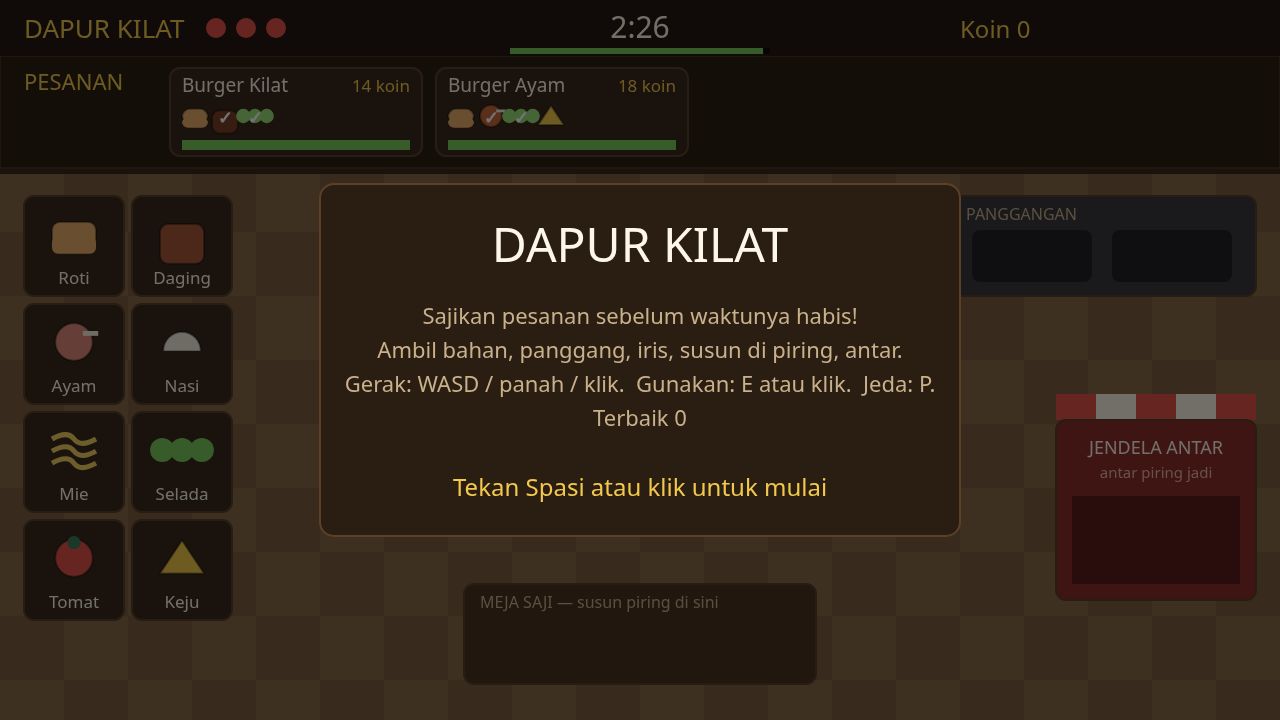 DAPUR KILAT
2:26
Koin 0
PESANAN
Burger Kilat
14 koin
Burger Ayam
18 koin
Roti
Daging
Ayam
Nasi
Mie
Selada
Tomat
Keju
PANGGANGAN
DAPUR KILAT
Sajikan pesanan sebelum waktunya habis!
Ambil bahan, panggang, iris, susun di piring, antar.
Gerak: WASD / panah / klik.  Gunakan: E atau klik.  Jeda: P.
Terbaik 0
Tekan Spasi atau klik untuk mulai
JENDELA ANTAR
antar piring jadi
MEJA SAJI — susun piring di sini